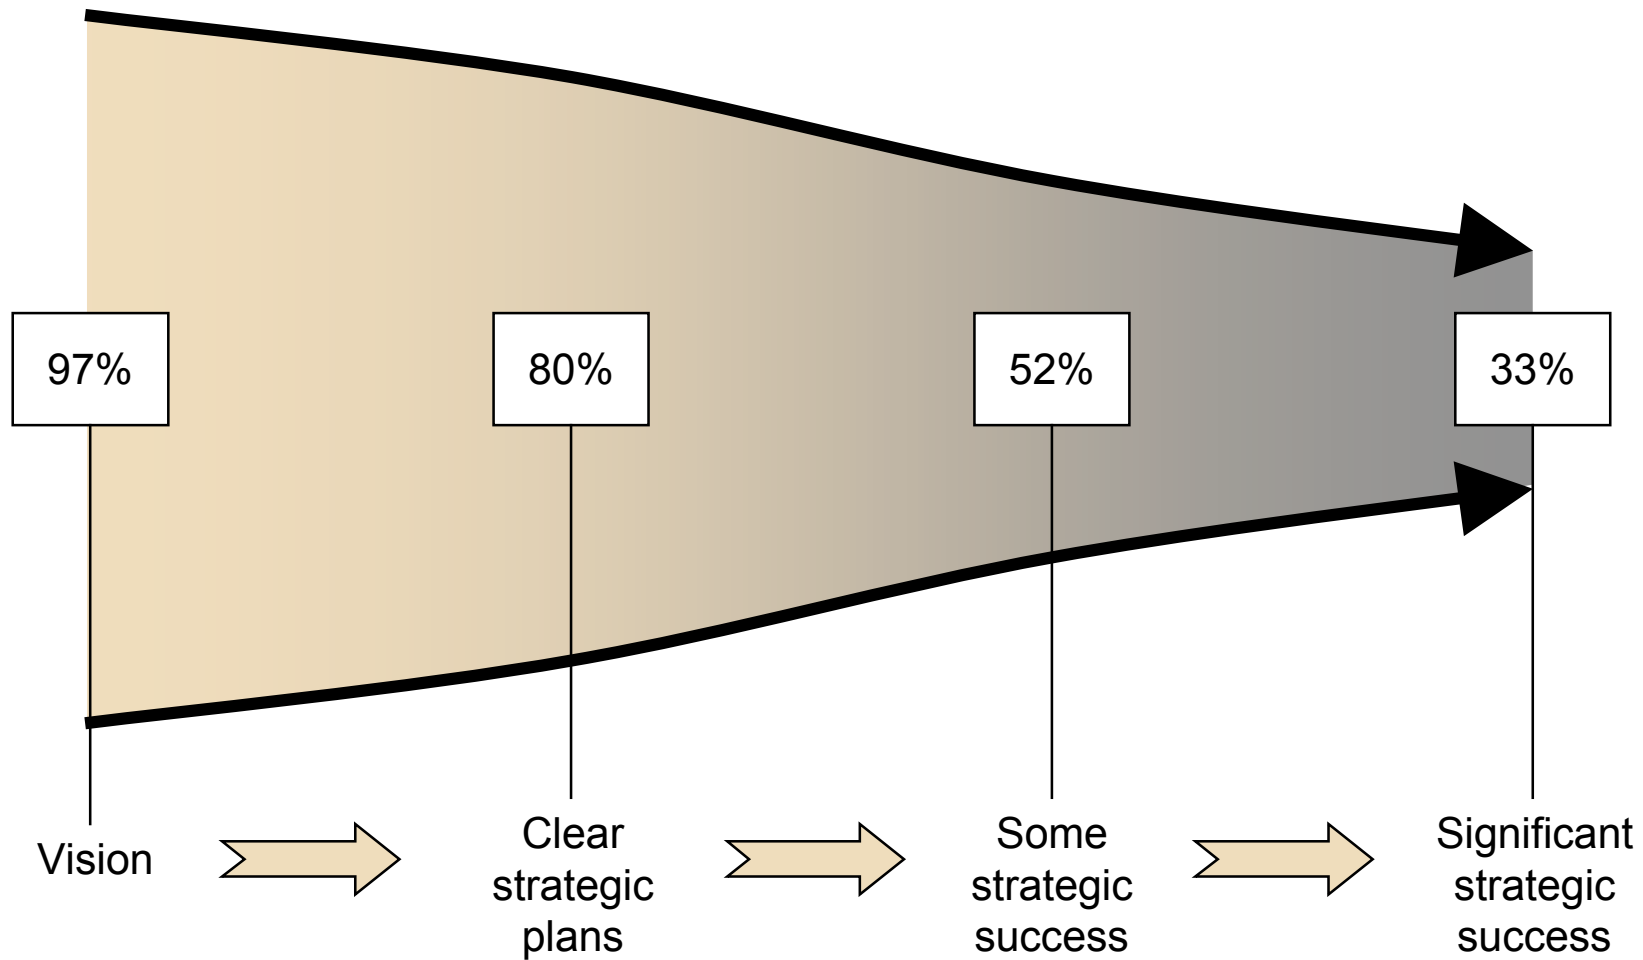 97%
80%
52%
33%
Vision
Clear
strategic
plans
Some
strategic
success
Significant
strategic
success